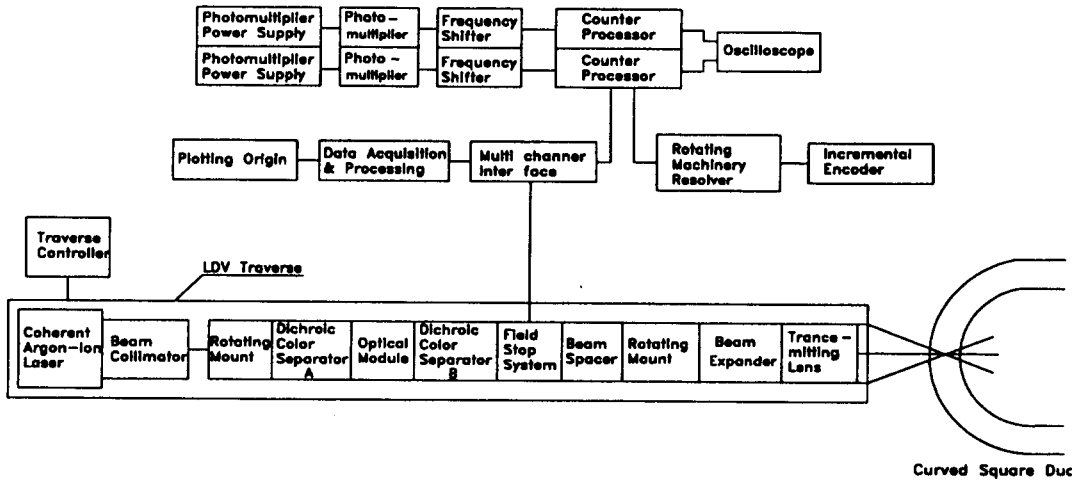 Photomultiplier
Power Supply
Photo -
multiplier
Frequency
Shifter
Counter
Processor
Photomultiplier
Power Supply
Photo -
multiplier
Frequency
Shifter
Counter
Processor
Oscilloscope
Plotting Origin
Data Acquisition
& Processing
Multi channer
Inter face
Rotating
Machinery
Resolver
Incremental
Encoder
Traverse
Controller
LDV Traverse
Coherent
Argon-ion
Laser
Beam
Collimator
Rotating
Mount
Dichroic
Color
Separator
A
Optical
Module
Dichroic
Color
Separator
B
Field
Stop
System
Beam
Spacer
Rotating
Mount
Beam
Expander
Trance -
mitting
Lens
Curved Square Duc